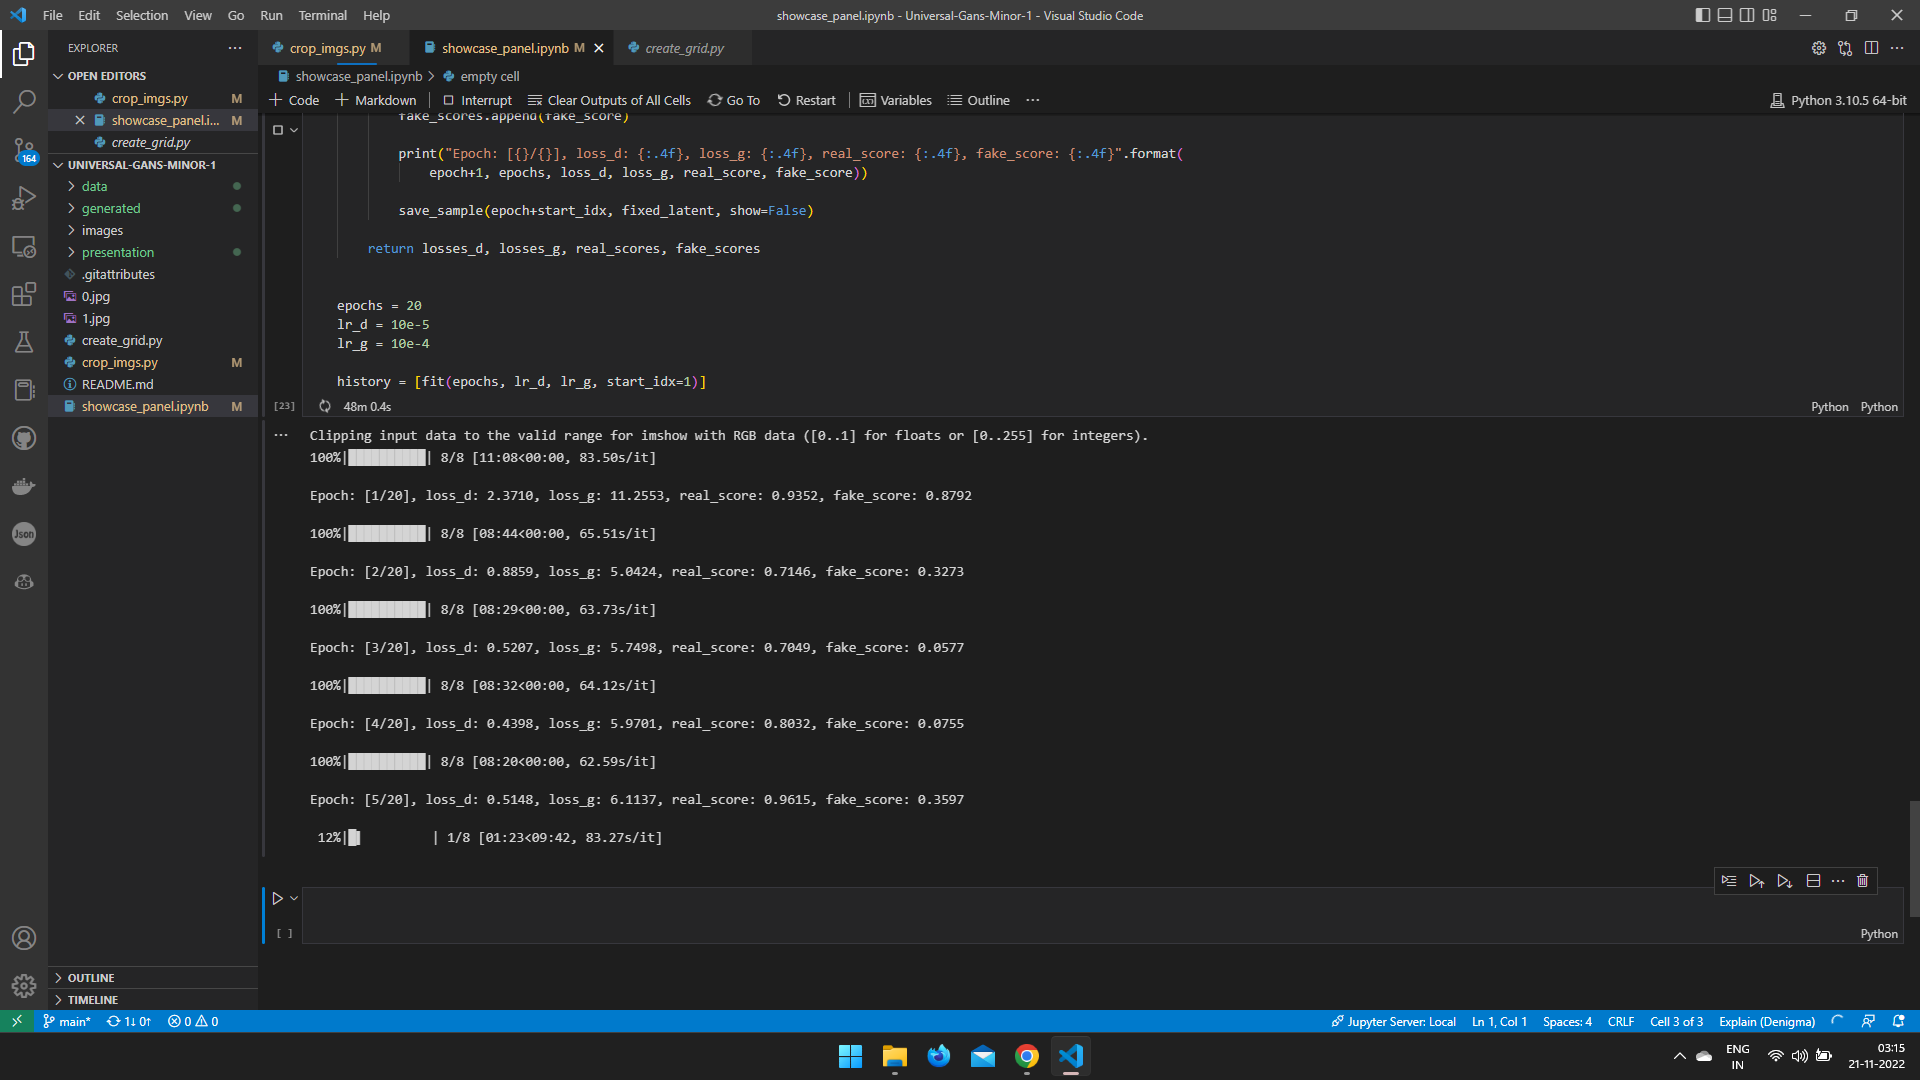 File Edit Selection View Go Run Terminal Help
showcase_panel.ipynb - Universal-Gans-Minor-1 - Visual Studio Code
EXPLORER
OPEN EDITORS
crop_imgs.py M
showcase_panel.i... M
create_grid.py
UNIVERSAL-GANS-MINOR-1
data
generated
images
presentation
.gitattributes
0.jpg
1.jpg
create_grid.py
crop_imgs.py M
README.md
showcase_panel.ipynb M
OUTLINE
TIMELINE
164
Json
crop_imgs.py M showcase_panel.ipynb M create_grid.py
showcase_panel.ipynb > empty cell
Code Markdown Interrupt Clear Outputs of All Cells Go To Restart Variables Outline
Python 3.10.5 64-bit
fake_scores.append(fake_score)
print("Epoch: [{}/{}], loss_d: {:.4f}, loss_g: {:.4f}, real_score: {:.4f}, fake_score: {:.4f}".format(
epoch+1, epochs, loss_d, loss_g, real_score, fake_score))
save_sample(epoch+start_idx, fixed_latent, show=False)
return losses_d, losses_g, real_scores, fake_scores
epochs = 20
lr_d = 10e-5
lr_g = 10e-4
history = [fit(epochs, lr_d, lr_g, start_idx=1)]
[23] 48m 0.4s
Python Python
Clipping input data to the valid range for imshow with RGB data ([0..1] for floats or [0..255] for integers).
100%|██████████| 8/8 [11:08<00:00, 83.50s/it]
Epoch: [1/20], loss_d: 2.3710, loss_g: 11.2553, real_score: 0.9352, fake_score: 0.8792
100%|██████████| 8/8 [08:44<00:00, 65.51s/it]
Epoch: [2/20], loss_d: 0.8859, loss_g: 5.0424, real_score: 0.7146, fake_score: 0.3273
100%|██████████| 8/8 [08:29<00:00, 63.73s/it]
Epoch: [3/20], loss_d: 0.5207, loss_g: 5.7498, real_score: 0.7049, fake_score: 0.0577
100%|██████████| 8/8 [08:32<00:00, 64.12s/it]
Epoch: [4/20], loss_d: 0.4398, loss_g: 5.9701, real_score: 0.8032, fake_score: 0.0755
100%|██████████| 8/8 [08:20<00:00, 62.59s/it]
Epoch: [5/20], loss_d: 0.5148, loss_g: 6.1137, real_score: 0.9615, fake_score: 0.3597
12%|█▎ | 1/8 [01:23<09:42, 83.27s/it]
[ ]
Python
main* 1↓ 0↑ 0 0
Jupyter Server: Local Ln 1, Col 1 Spaces: 4 CRLF Cell 3 of 3 Explain (Denigma)
ENG
IN
03:15
21-11-2022